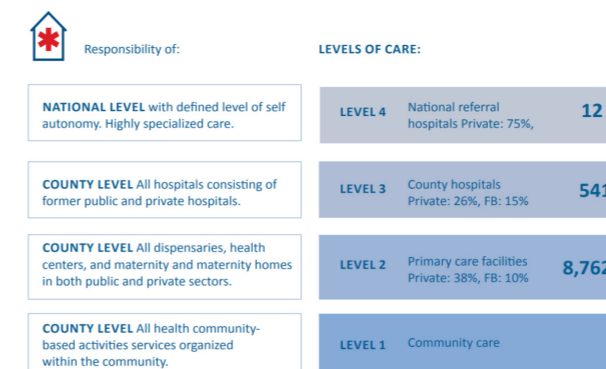 Responsibility of:
LEVELS OF CARE:
NATIONAL LEVEL with defined level of self
autonomy. Highly specialized care.
LEVEL 4
National referral
hospitals Private: 75%,
12
COUNTY LEVEL All hospitals consisting of
former public and private hospitals.
LEVEL 3
County hospitals
Private: 26%, FB: 15%
541
COUNTY LEVEL All dispensaries, health
centers, and maternity and maternity homes
in both public and private sectors.
LEVEL 2
Primary care facilities
Private: 38%, FB: 10%
8,762
COUNTY LEVEL All health community-
based activities services organized
within the community.
LEVEL 1
Community care